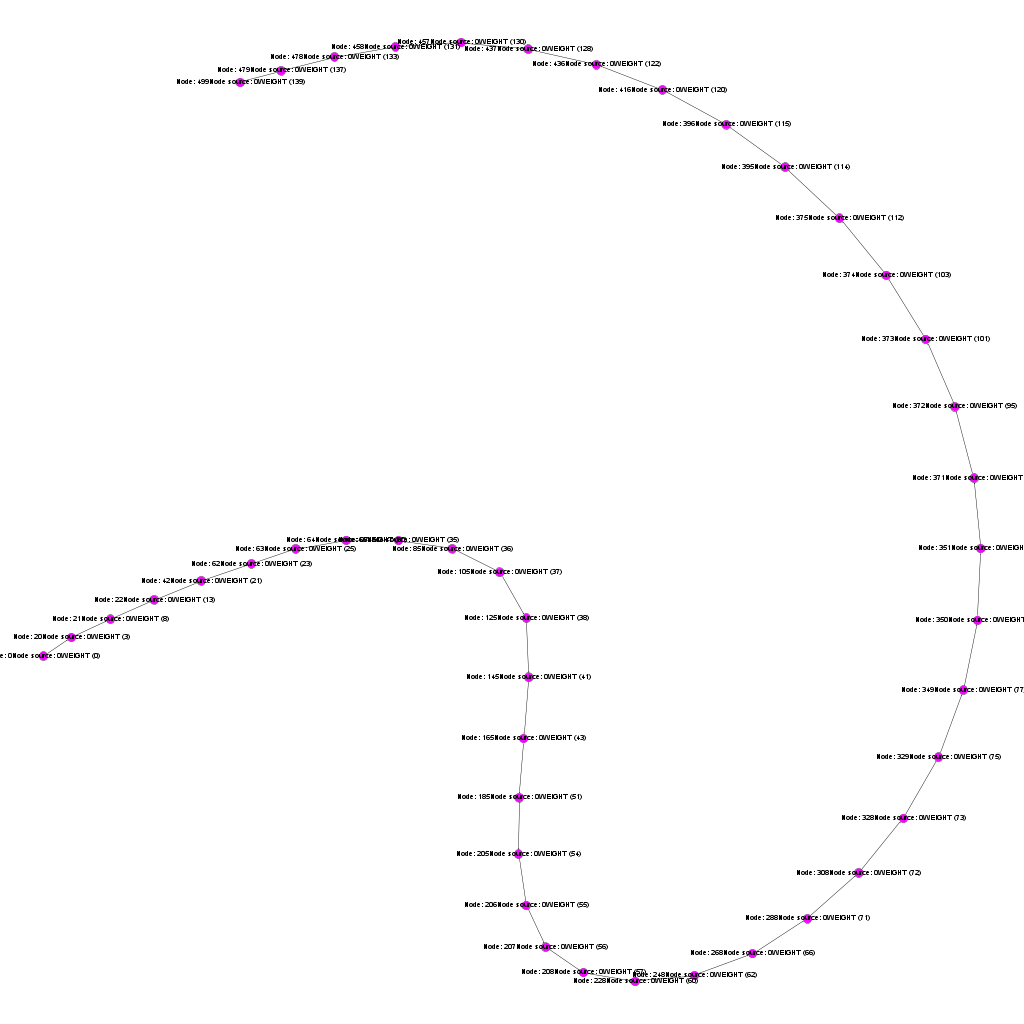 Node: 457Node source:0WEIGHT (130)
Node: 458Node source:0WEIGHT (131)
Node: 437Node source:0WEIGHT (128)
Node: 478Node source:0WEIGHT (133)
Node: 436Node source:0WEIGHT (122)
Node: 479Node source:0WEIGHT (137)
Node: 499Node source:0WEIGHT (139)
Node: 416Node source:0WEIGHT (120)
Node: 396Node source:0WEIGHT (115)
Node: 395Node source:0WEIGHT (114)
Node: 375Node source:0WEIGHT (112)
Node: 374Node source:0WEIGHT (103)
Node: 373Node source:0WEIGHT (101)
Node: 372Node source:0WEIGHT (95)
Node: 371Node source:0WEIGHT
Node: 64Node
(35)
Node: 351Node source:0WEIGH
Node: 63Node source:0WEIGHT (25)
Node: 85Node source:0WEIGHT (36)
Node: 62Node source:0WEIGHT (23)
Node: 105Node source:0WEIGHT (37)
Node: 42Node source:0WEIGHT (21)
Node: 22Node source:0WEIGHT (13)
Node: 21Node source:0WEIGHT (8)
Node: 125Node source:0WEIGHT (38)
Node: 350Node source:0WEIGHT
Node: 20Node source:0WEIGHT (3)
e: 0Node source:0WEIGHT (0)
Node: 145Node source:0WEIGHT (41)
Node: 349Node source:0WEIGHT (77)
Node: 165Node source:0WEIGHT (43)
Node: 329Node source:0WEIGHT (75)
Node: 185Node source:0WEIGHT (51)
Node: 328Node source:0WEIGHT (73)
Node: 205Node source:0WEIGHT (54)
Node: 308Node source:0WEIGHT (72)
Node: 206Node source:0WEIGHT (55)
Node: 288Node source:0WEIGHT (71)
Node: 207Node source:0WEIGHT (56)
Node: 268Node source:0WEIGHT (66)
Node: 208Node source:0WEIGHT
Node: 248Node source:0WEIGHT (62)
Node: 228Node source:0WEIGHT (60)